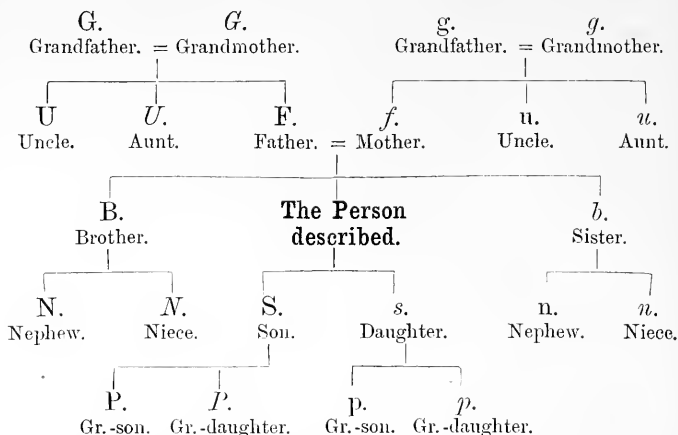 G. G. g. g.
Grandfather. = Grandmother. Grandfather. = Grandmother.
U U. F. f. u. u.
Uncle. Aunt. Father. = Mother. Uncle. Aunt.
B. The Person described. b.
Brother. Sister.
N. N. S. s. n. n.
Nephew. Niece. Son. Daughter. Nephew. Niece.
P. P. p. p.
Gr.-son. Gr.-daughter. Gr.-son. Gr.-daughter.